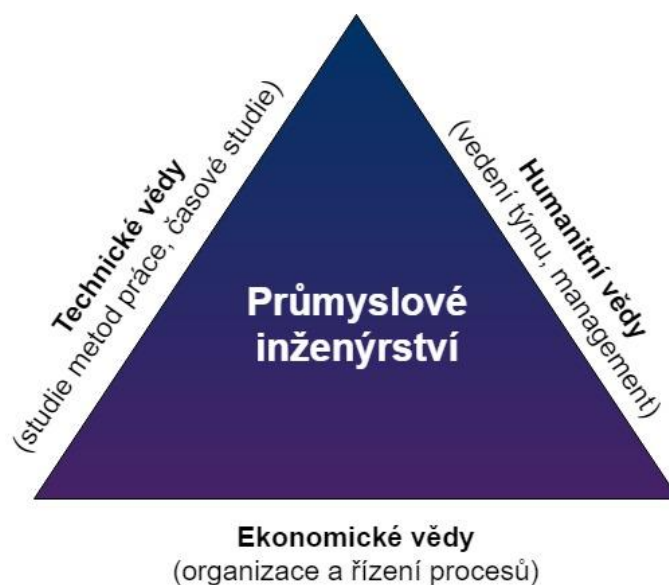 Technické vědy
(studie metod práce, časové studie)
Humanitní vědy
(vedení týmu, management)
Průmyslové
inženýrství
Ekonomické vědy
(organizace a řízení procesů)